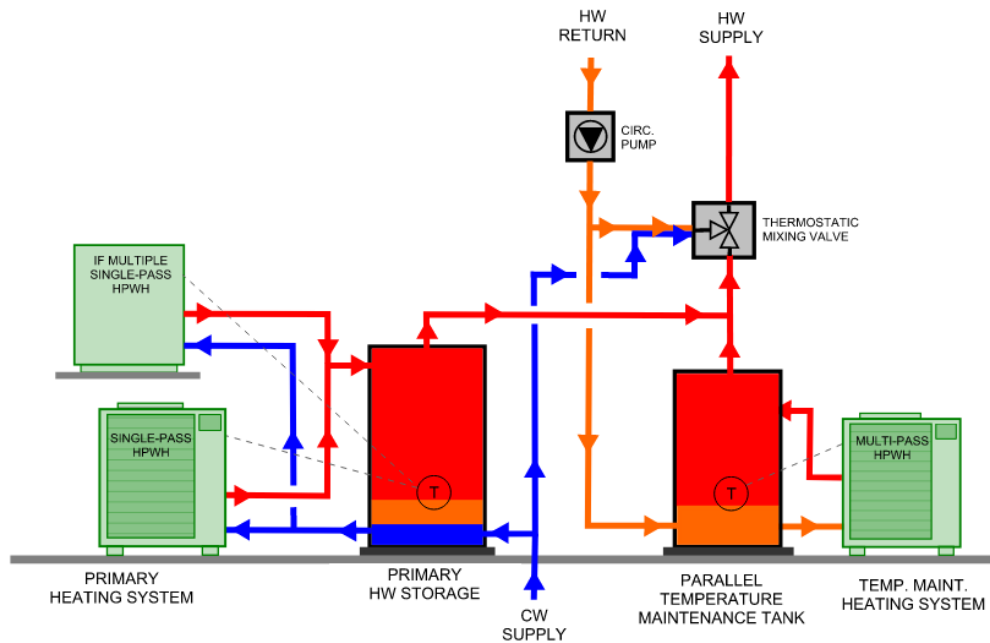 HW
RETURN
HW
SUPPLY
CIRC.
PUMP
THERMOSTATIC
MIXING VALVE
IF MULTIPLE
SINGLE-PASS
HPWH
SINGLE-PASS
HPWH
T
T
MULTI-PASS
HPWH
PRIMARY
HEATING SYSTEM
PRIMARY
HW STORAGE
CW
SUPPLY
PARALLEL
TEMPERATURE
MAINTENANCE TANK
TEMP. MAINT.
HEATING SYSTEM